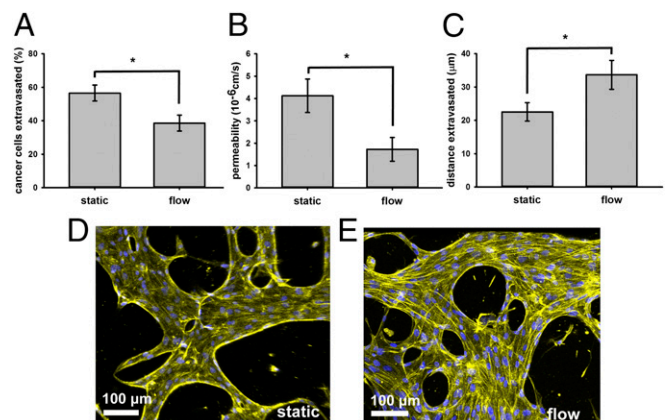 A
cancer cells extravasated (%)
80
60
40
20
0
*
static
flow
B
permeability (10⁻⁶cm/s)
6
5
4
3
2
1
0
*
static
flow
C
distance extravasated (µm)
40
30
20
10
0
*
static
flow
D
100 µm
static
E
100 µm
flow